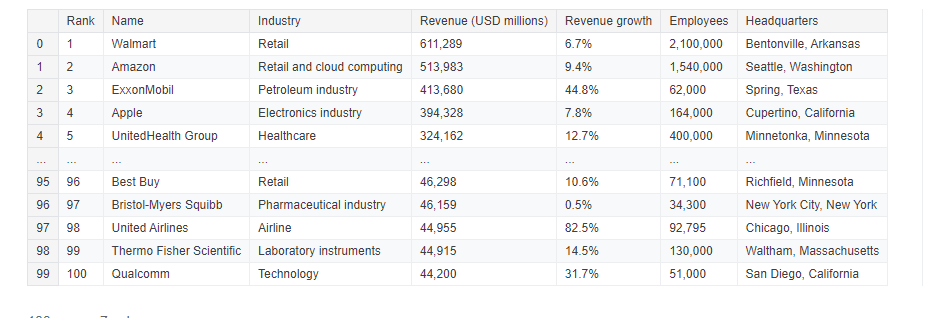 Rank Name Industry Revenue (USD millions) Revenue growth Employees Headquarters
0 1 Walmart Retail 611,289 6.7% 2,100,000 Bentonville, Arkansas
1 2 Amazon Retail and cloud computing 513,983 9.4% 1,540,000 Seattle, Washington
2 3 ExxonMobil Petroleum industry 413,680 44.8% 62,000 Spring, Texas
3 4 Apple Electronics industry 394,328 7.8% 164,000 Cupertino, California
4 5 UnitedHealth Group Healthcare 324,162 12.7% 400,000 Minnetonka, Minnesota
... ... ... ... ... ... ... ...
95 96 Best Buy Retail 46,298 10.6% 71,100 Richfield, Minnesota
96 97 Bristol-Myers Squibb Pharmaceutical industry 46,159 0.5% 34,300 New York City, New York
97 98 United Airlines Airline 44,955 82.5% 92,795 Chicago, Illinois
98 99 Thermo Fisher Scientific Laboratory instruments 44,915 14.5% 130,000 Waltham, Massachusetts
99 100 Qualcomm Technology 44,200 31.7% 51,000 San Diego, California